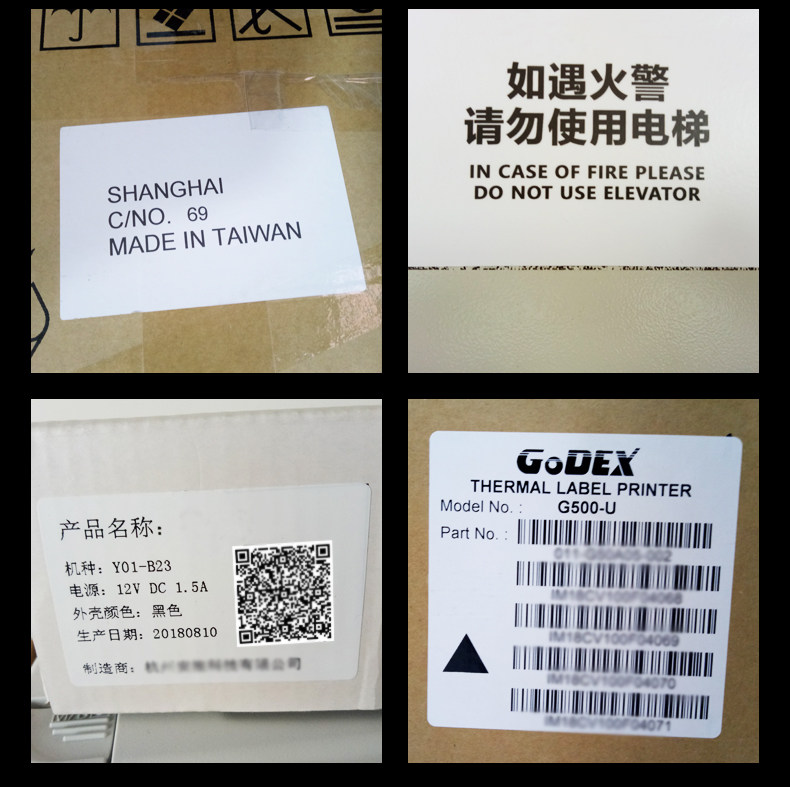 SHANGHAI
C/NO. 69
MADE IN TAIWAN
如遇火警
请勿使用电梯
IN CASE OF FIRE PLEASE
DO NOT USE ELEVATOR
产品名称:
机种: Y01-B23
电源: 12V DC 1.5A
外壳颜色: 黑色
生产日期: 20180810
制造商:
GoDEX
THERMAL LABEL PRINTER
Model No. : G500-U
Part No. :